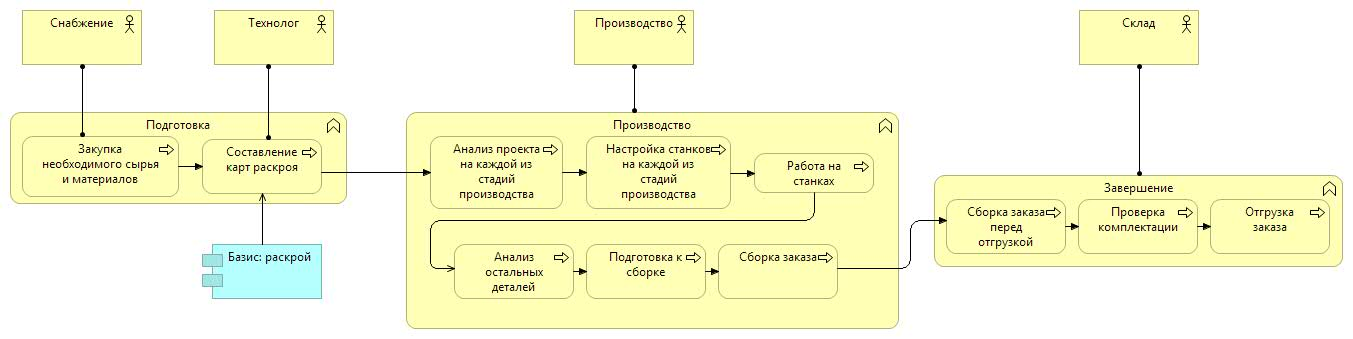 Снабжение
Технолог
Производство
Склад
Подготовка
Закупка
необходимого сырья
и материалов
Составление
карт раскроя
Базис: раскрой
Производство
Анализ проекта
на каждой из
стадий
производства
Настройка станков
на каждой из
стадий
производства
Работа на
станках
Анализ
остальных
деталей
Подготовка к
сборке
Сборка заказа
Завершение
Сборка заказа
перед
отгрузкой
Проверка
комплектации
Отгрузка
заказа